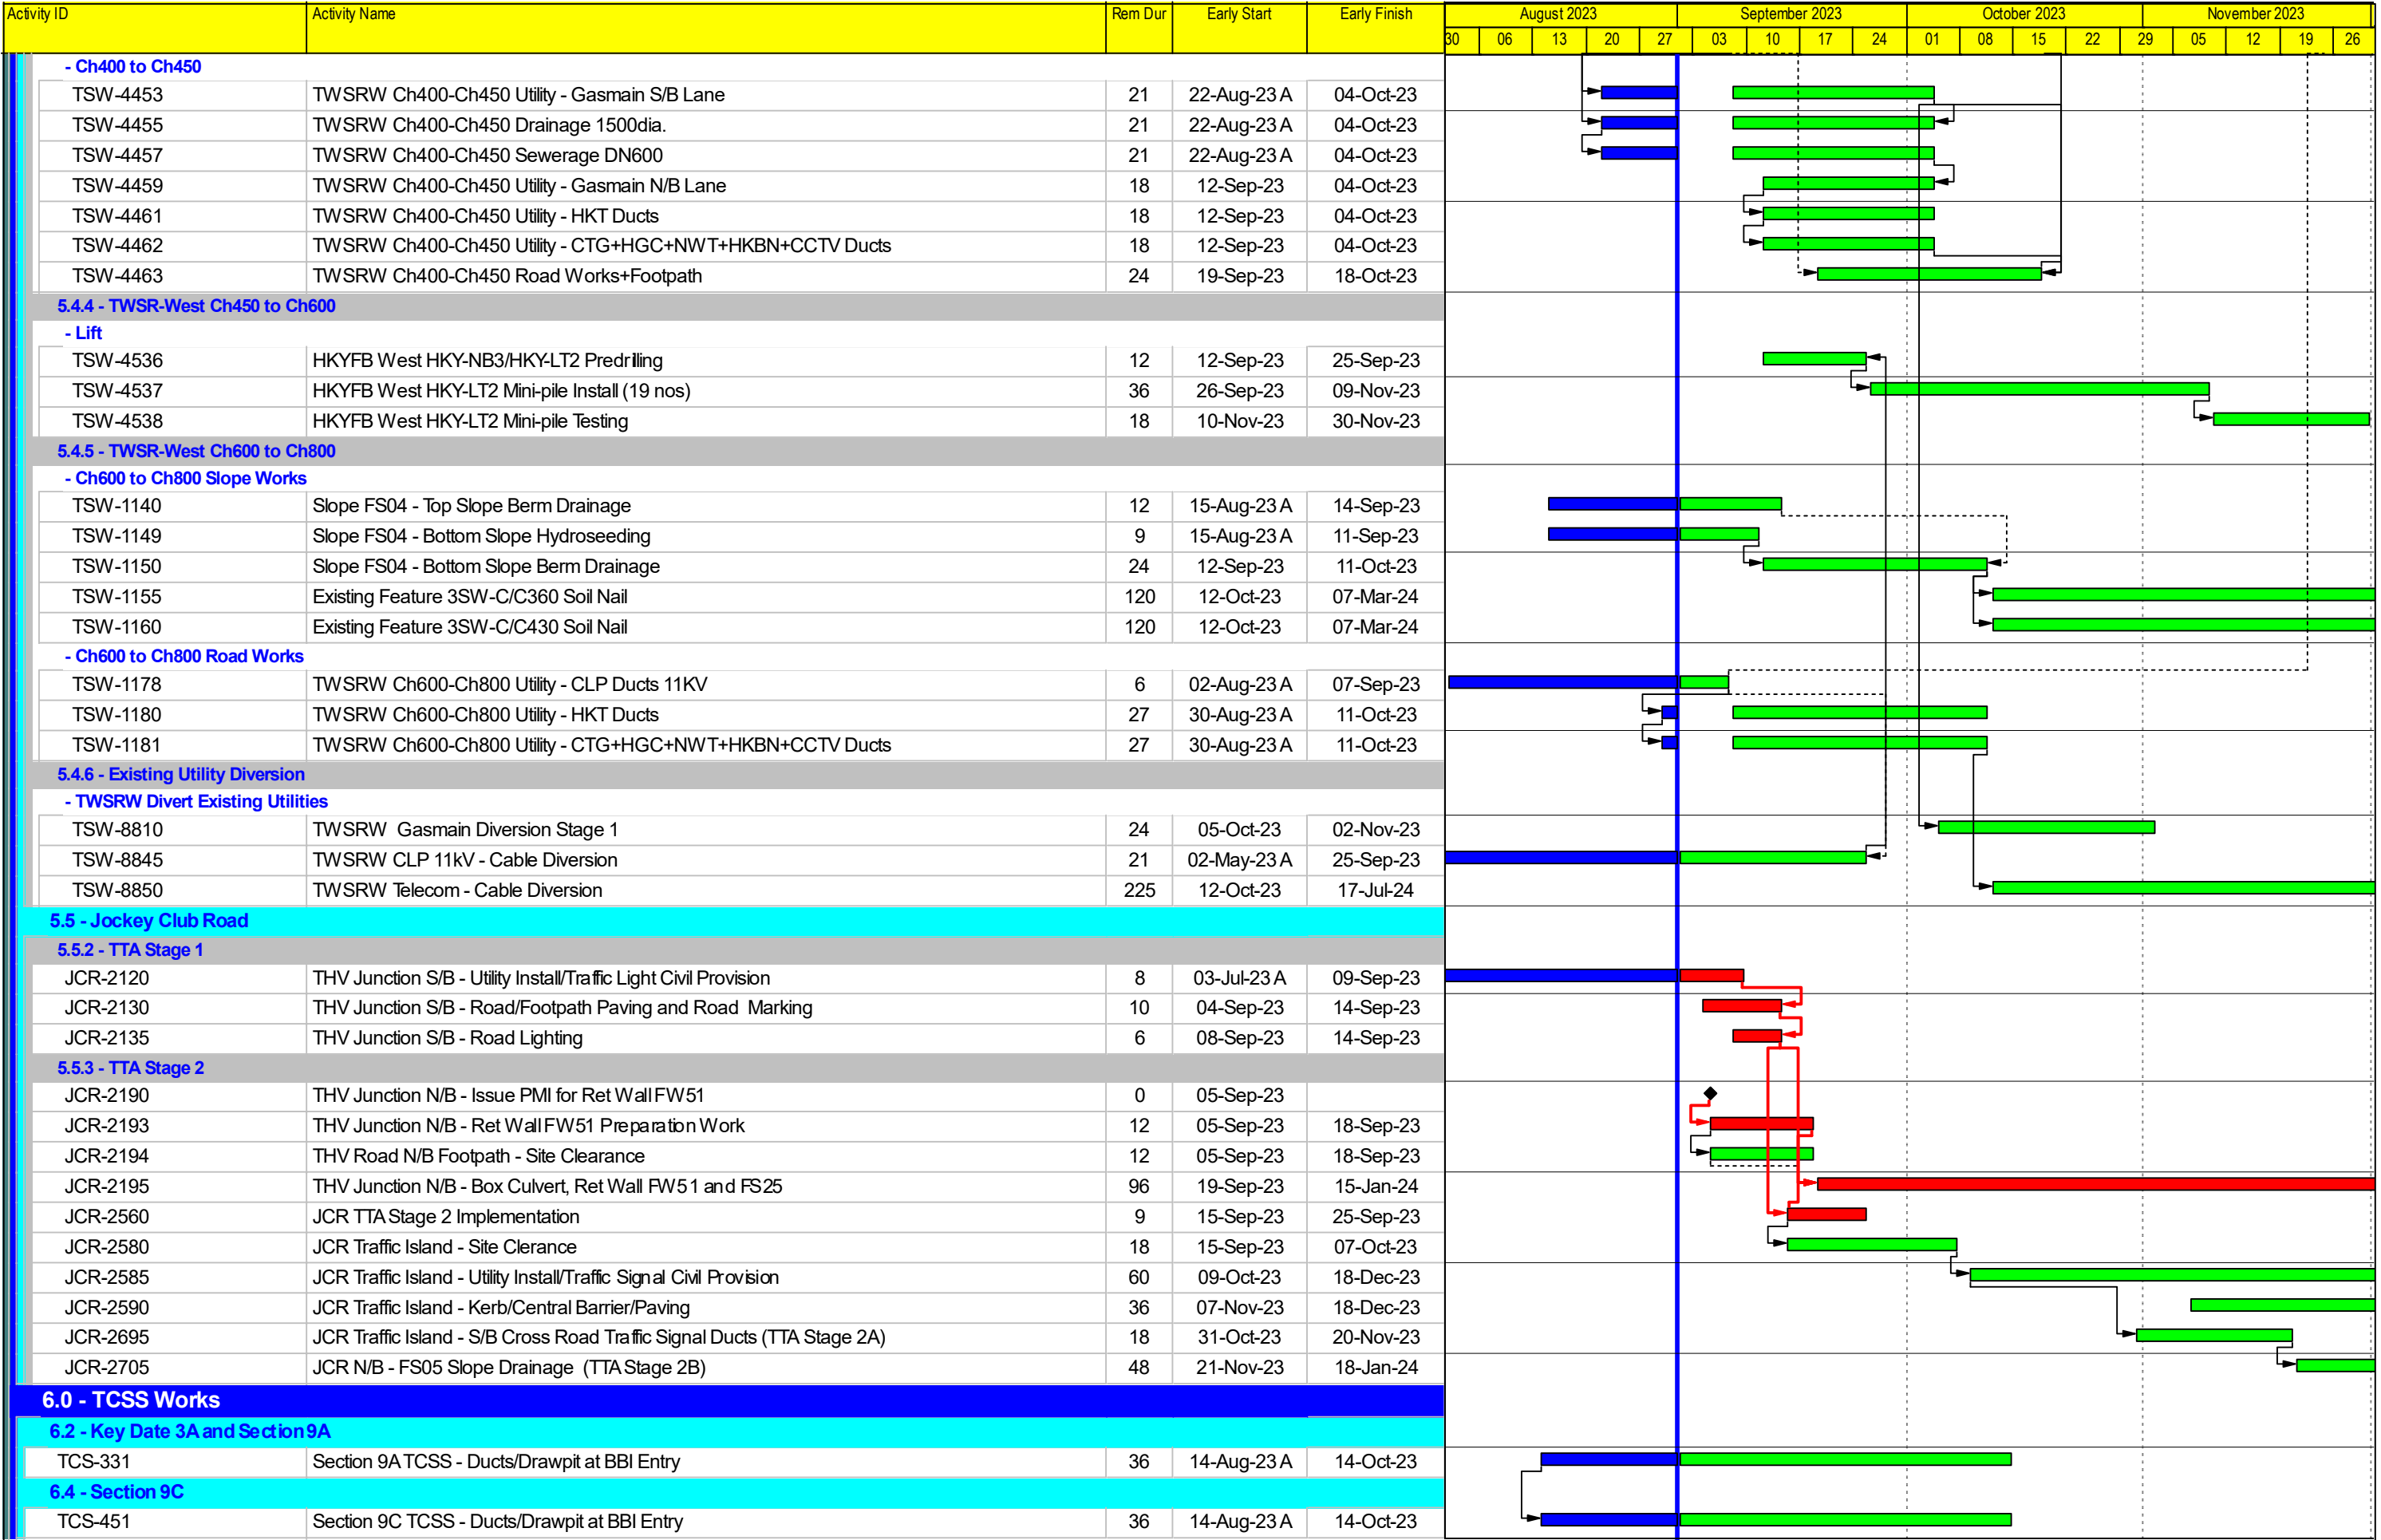 Activity ID Activity Name Rem Dur Early Start Early Finish August 2023 September 2023 October 2023 November 2023
30 06 13 20 27 03 10 17 24 01 08 15 22 29 05 12 19 26
- Ch400 to Ch450
TSW-4453 TWSRW Ch400-Ch450 Utility - Gasmain S/B Lane 21 22-Aug-23 A 04-Oct-23
TSW-4455 TWSRW Ch400-Ch450 Drainage 1500dia. 21 22-Aug-23 A 04-Oct-23
TSW-4457 TWSRW Ch400-Ch450 Sewerage DN600 21 22-Aug-23 A 04-Oct-23
TSW-4459 TWSRW Ch400-Ch450 Utility - Gasmain N/B Lane 18 12-Sep-23 04-Oct-23
TSW-4461 TWSRW Ch400-Ch450 Utility - HKT Ducts 18 12-Sep-23 04-Oct-23
TSW-4462 TWSRW Ch400-Ch450 Utility - CTG+HGC+NWT+HKBN+CCTV Ducts 18 12-Sep-23 04-Oct-23
TSW-4463 TWSRW Ch400-Ch450 Road Works+Footpath 24 19-Sep-23 18-Oct-23
5.4.4 - TWSR-West Ch450 to Ch600
- Lift
TSW-4536 HKYFB West HKY-NB3/HKY-LT2 Predrilling 12 12-Sep-23 25-Sep-23
TSW-4537 HKYFB West HKY-LT2 Mini-pile Install (19 nos) 36 26-Sep-23 09-Nov-23
TSW-4538 HKYFB West HKY-LT2 Mini-pile Testing 18 10-Nov-23 30-Nov-23
5.4.5 - TWSR-West Ch600 to Ch800
- Ch600 to Ch800 Slope Works
TSW-1140 Slope FS04 - Top Slope Berm Drainage 12 15-Aug-23 A 14-Sep-23
TSW-1149 Slope FS04 - Bottom Slope Hydroseeding 9 15-Aug-23 A 11-Sep-23
TSW-1150 Slope FS04 - Bottom Slope Berm Drainage 24 12-Sep-23 11-Oct-23
TSW-1155 Existing Feature 3SW-C/C360 Soil Nail 120 12-Oct-23 07-Mar-24
TSW-1160 Existing Feature 3SW-C/C430 Soil Nail 120 12-Oct-23 07-Mar-24
- Ch600 to Ch800 Road Works
TSW-1178 TWSRW Ch600-Ch800 Utility - CLP Ducts 11KV 6 02-Aug-23 A 07-Sep-23
TSW-1180 TWSRW Ch600-Ch800 Utility - HKT Ducts 27 30-Aug-23 A 11-Oct-23
TSW-1181 TWSRW Ch600-Ch800 Utility - CTG+HGC+NWT+HKBN+CCTV Ducts 27 30-Aug-23 A 11-Oct-23
5.4.6 - Existing Utility Diversion
- TWSRW Divert Existing Utilities
TSW-8810 TWSRW Gasmain Diversion Stage 1 24 05-Oct-23 02-Nov-23
TSW-8845 TWSRW CLP 11kV - Cable Diversion 21 02-May-23 A 25-Sep-23
TSW-8850 TWSRW Telecom - Cable Diversion 225 12-Oct-23 17-Jul-24
5.5 - Jockey Club Road
5.5.2 - TTA Stage 1
JCR-2120 THV Junction S/B - Utility Install/Traffic Light Civil Provision 8 03-Jul-23 A 09-Sep-23
JCR-2130 THV Junction S/B - Road/Footpath Paving and Road Marking 10 04-Sep-23 14-Sep-23
JCR-2135 THV Junction S/B - Road Lighting 6 08-Sep-23 14-Sep-23
5.5.3 - TTA Stage 2
JCR-2190 THV Junction N/B - Issue PMI for Ret Wall FW51 0 05-Sep-23
JCR-2193 THV Junction N/B - Ret Wall FW51 Preparation Work 12 05-Sep-23 18-Sep-23
JCR-2194 THV Road N/B Footpath - Site Clearance 12 05-Sep-23 18-Sep-23
JCR-2195 THV Junction N/B - Box Culvert, Ret Wall FW51 and FS25 96 19-Sep-23 15-Jan-24
JCR-2560 JCR TTA Stage 2 Implementation 9 15-Sep-23 25-Sep-23
JCR-2580 JCR Traffic Island - Site Clerance 18 15-Sep-23 07-Oct-23
JCR-2585 JCR Traffic Island - Utility Install/Traffic Signal Civil Provision 60 09-Oct-23 18-Dec-23
JCR-2590 JCR Traffic Island - Kerb/Central Barrier/Paving 36 07-Nov-23 18-Dec-23
JCR-2695 JCR Traffic Island - S/B Cross Road Traffic Signal Ducts (TTA Stage 2A) 18 31-Oct-23 20-Nov-23
JCR-2705 JCR N/B - FS05 Slope Drainage (TTA Stage 2B) 48 21-Nov-23 18-Jan-24
6.0 - TCSS Works
6.2 - Key Date 3A and Section 9A
TCS-331 Section 9A TCSS - Ducts/Drawpit at BBI Entry 36 14-Aug-23 A 14-Oct-23
6.4 - Section 9C
TCS-451 Section 9C TCSS - Ducts/Drawpit at BBI Entry 36 14-Aug-23 A 14-Oct-23